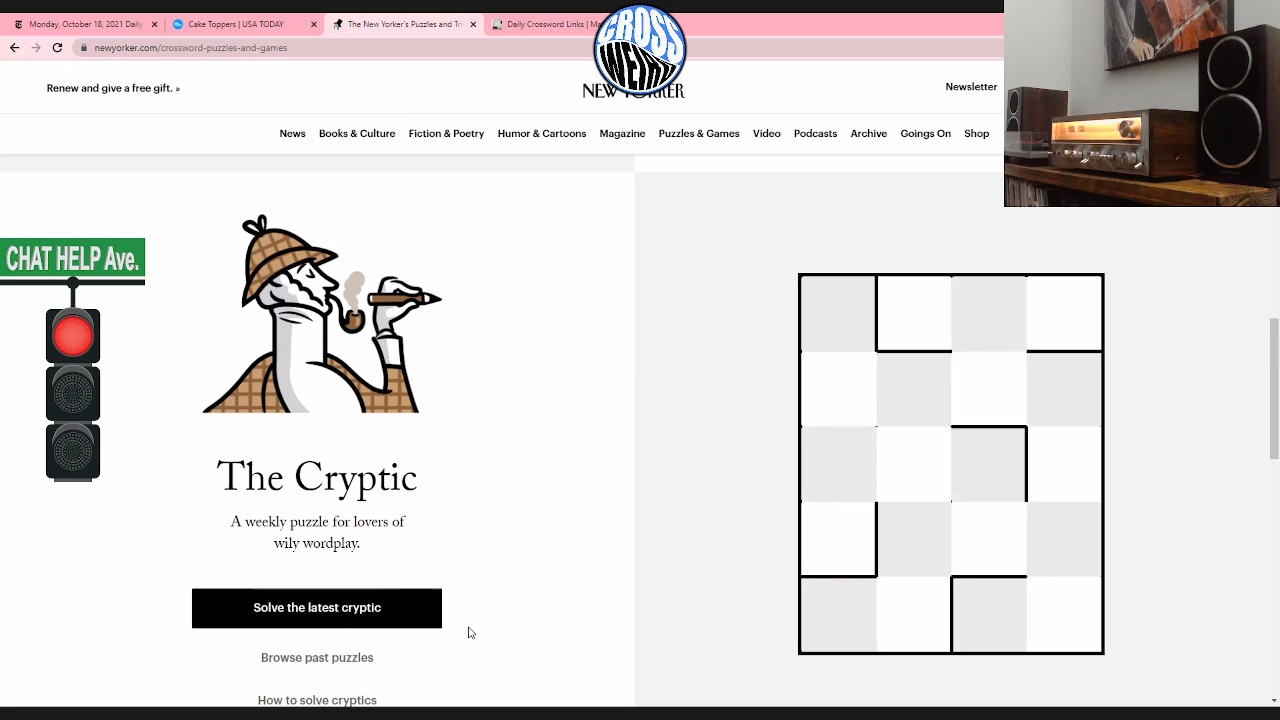 Monday, October 18, 2021 Daily
Cake Toppers | USA TODAY
The New Yorker's Puzzles and Tri
Daily Crossword Links | Ma
newyorker.com/crossword-puzzles-and-games
CROSS
WEIRD
Renew and give a free gift. »
NEW YORKER
Newsletter
News Books & Culture Fiction & Poetry Humor & Cartoons Magazine Puzzles & Games Video Podcasts Archive Goings On Shop
CHAT HELP Ave.
The Cryptic
A weekly puzzle for lovers of
wily wordplay.
Solve the latest cryptic
Browse past puzzles
How to solve cryptics